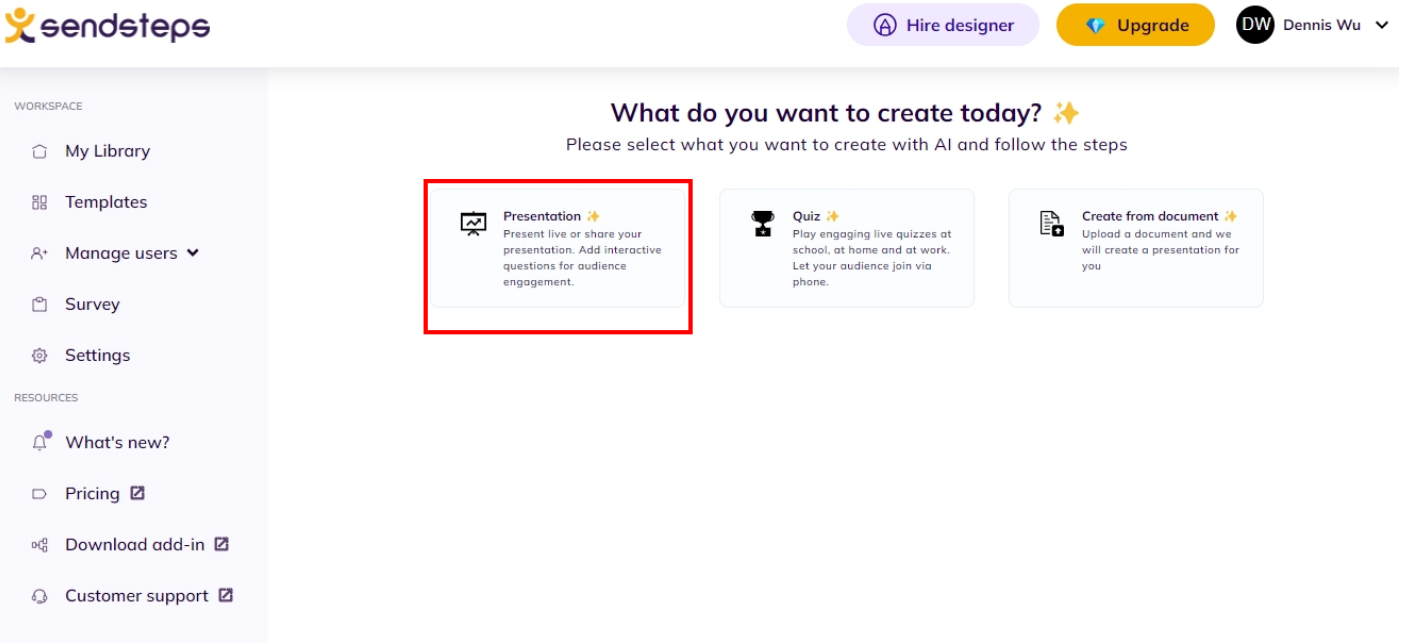 sendsteps
Hire designer
Upgrade
DW
Dennis Wu
WORKSPACE
My Library
Templates
Manage users
Survey
Settings
RESOURCES
What's new?
Pricing
Download add-in
Customer support
What do you want to create today?
Please select what you want to create with AI and follow the steps
Presentation
Present live or share your
presentation. Add interactive
questions for audience
engagement.
Quiz
Play engaging live quizzes at
school, at home and at work.
Let your audience join via
phone.
Create from document
Upload a document and we
will create a presentation for
you